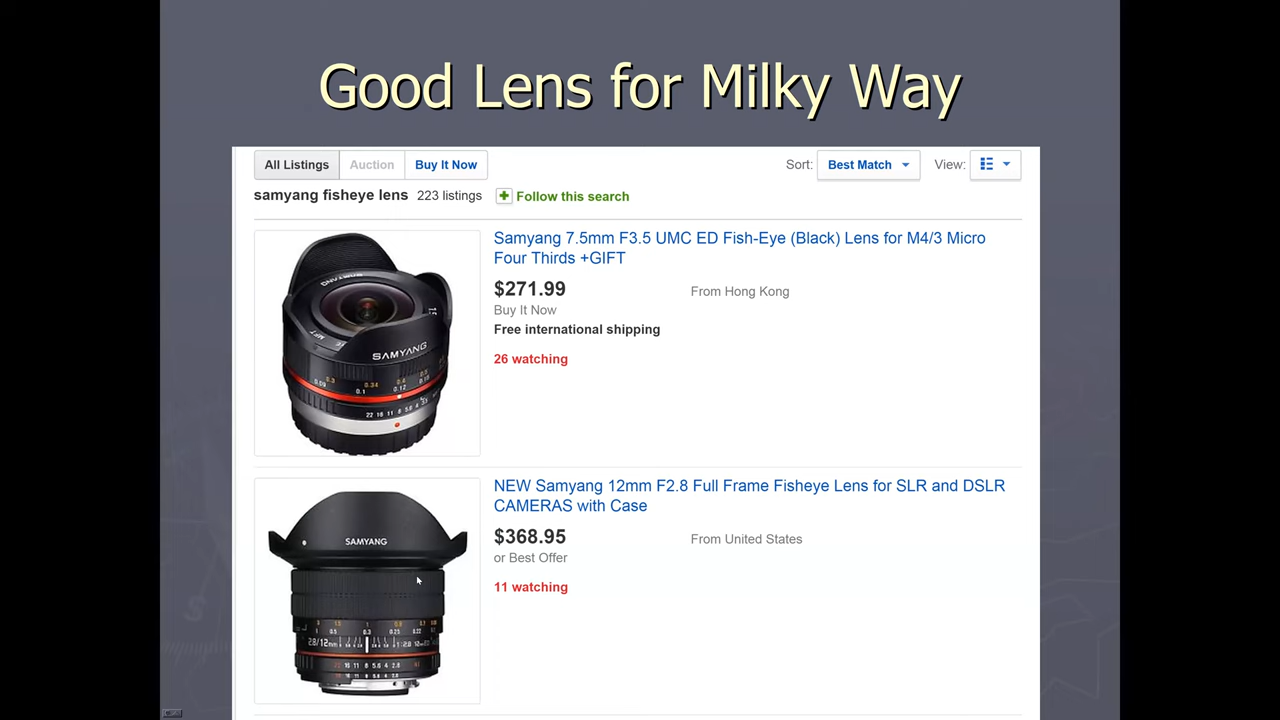 Good Lens for Milky Way
All Listings Auction Buy It Now Sort: Best Match View:
samyang fisheye lens 223 listings Follow this search
Samyang 7.5mm F3.5 UMC ED Fish-Eye (Black) Lens for M4/3 Micro
Four Thirds +GIFT
$271.99 From Hong Kong
Buy It Now
Free international shipping
26 watching
SAMYANG
NEW Samyang 12mm F2.8 Full Frame Fisheye Lens for SLR and DSLR
CAMERAS with Case
$368.95 From United States
or Best Offer
11 watching
SAMYANG